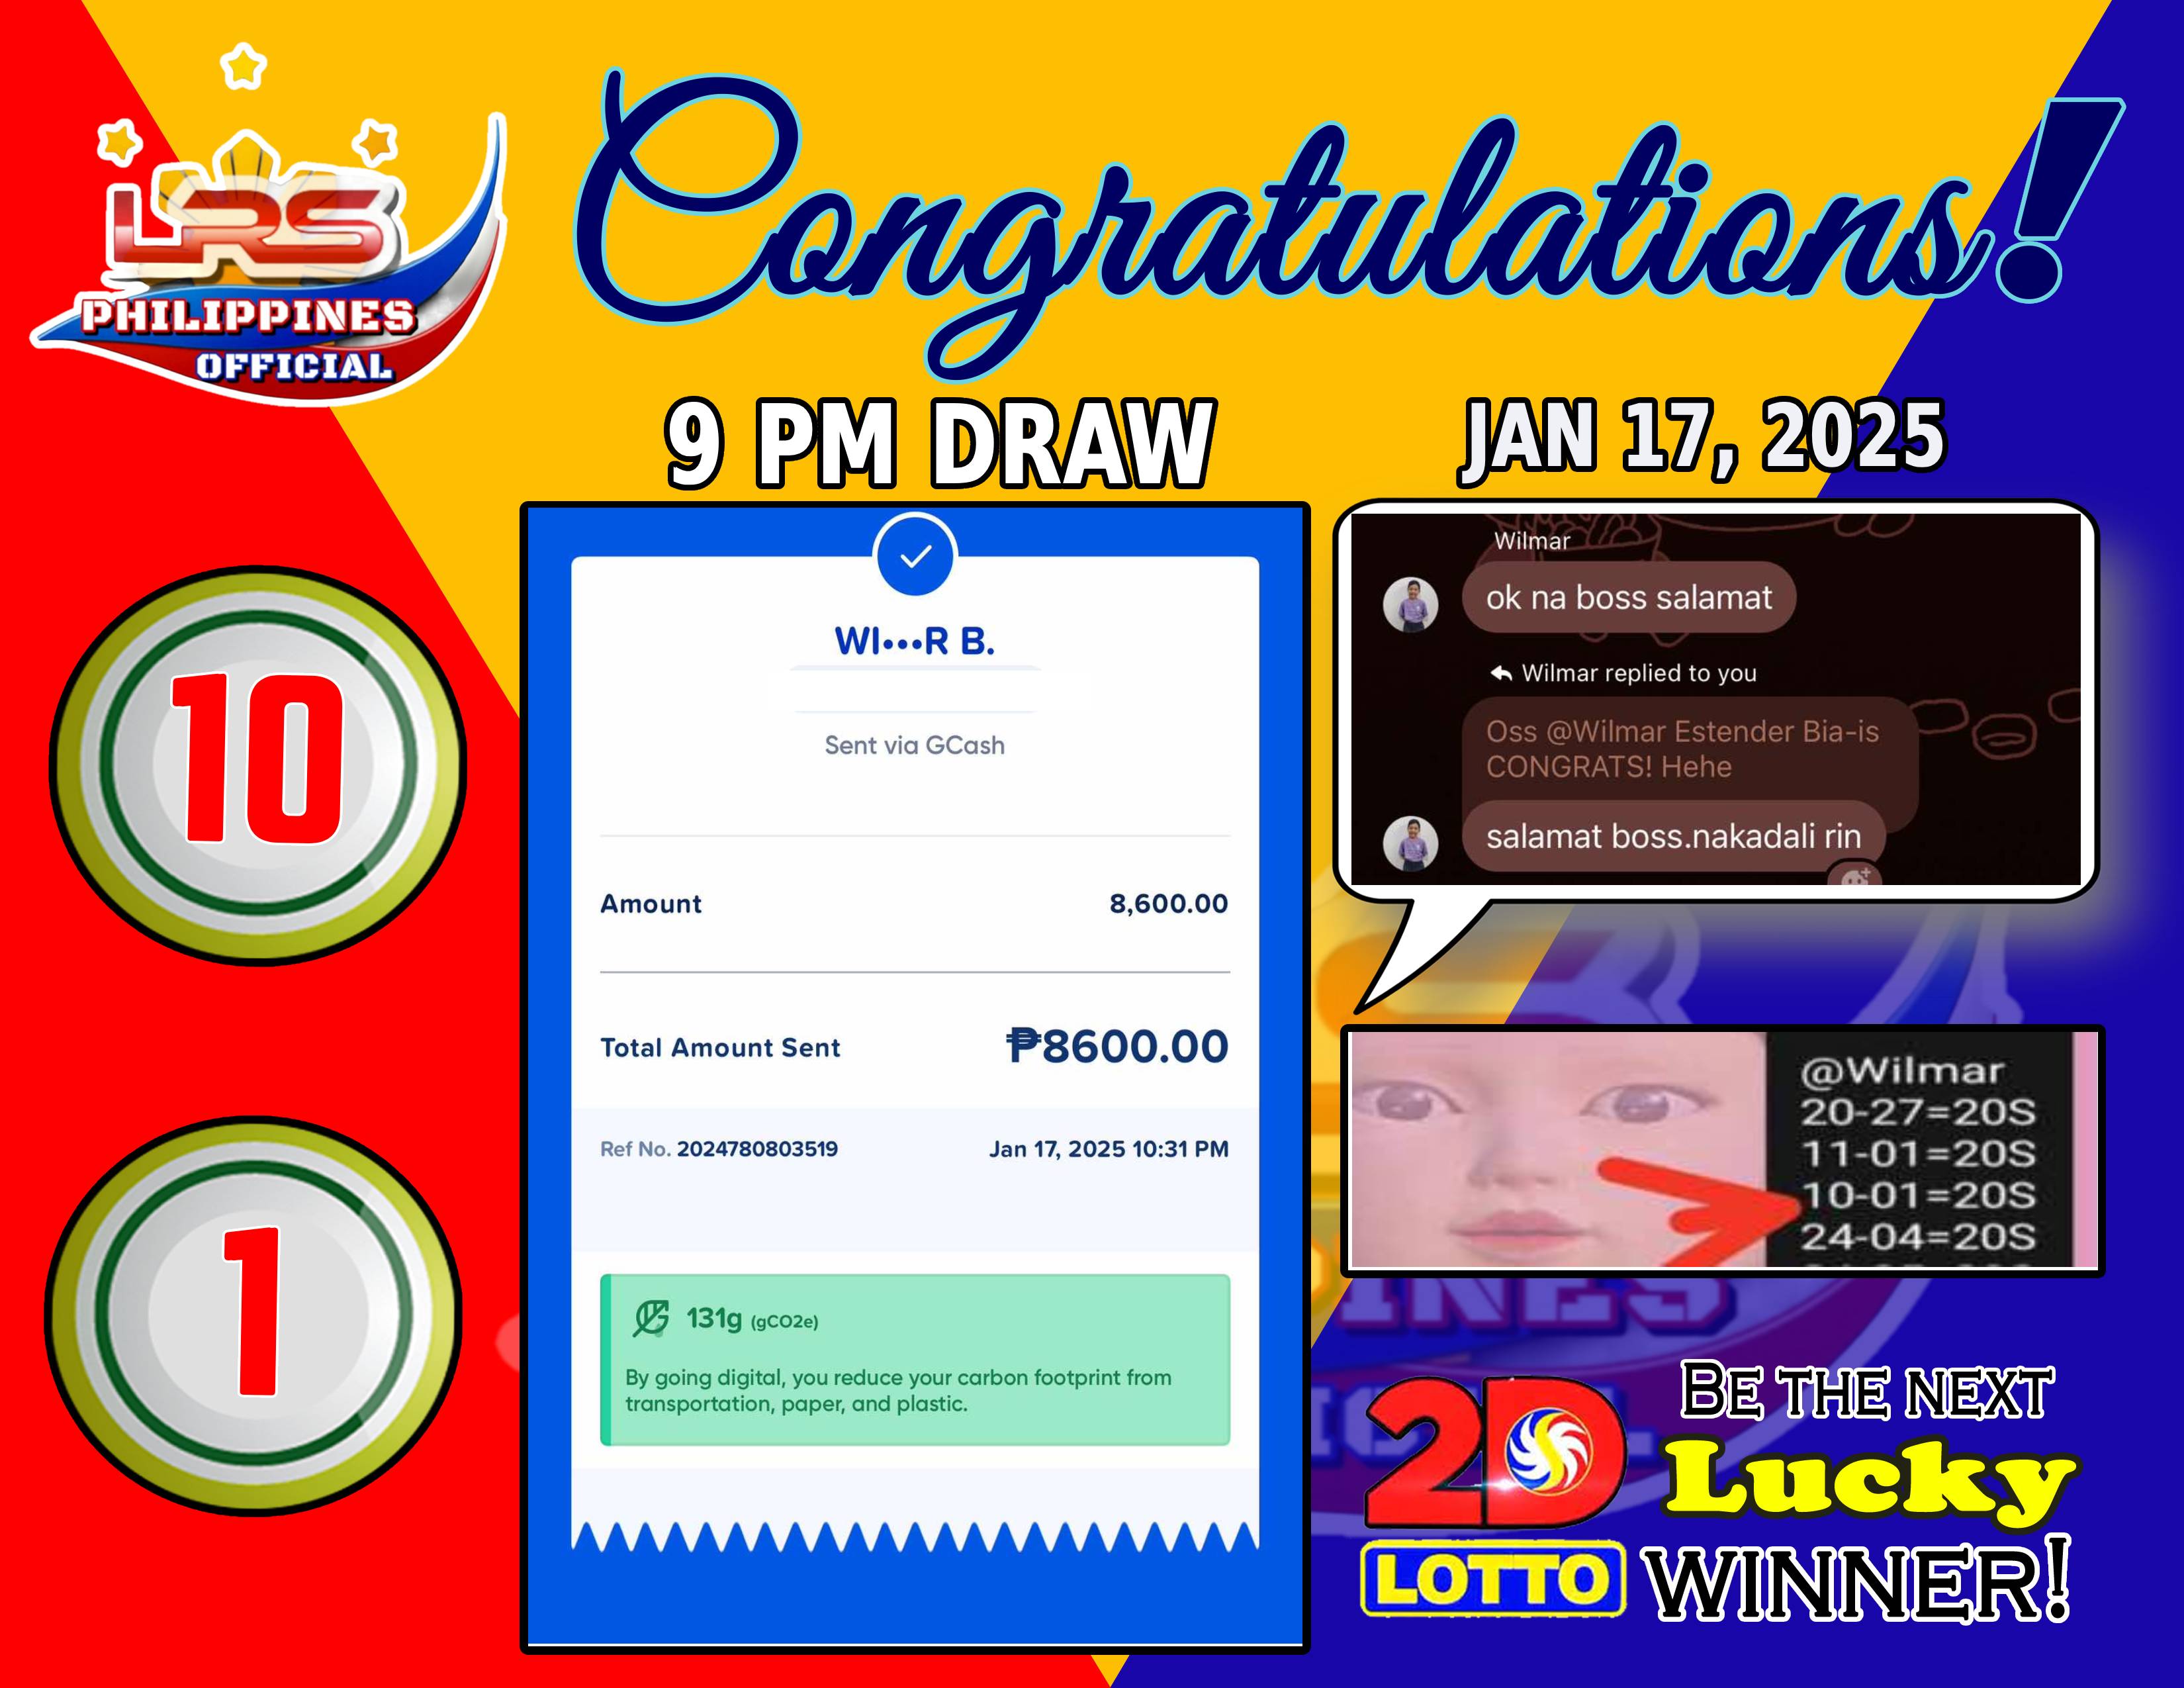 LRS
PHILIPPINES
OFFICIAL
Congratulations!
9 PM DRAW
JAN 17, 2025
10
1
WI•••R B.
Sent via GCash
Amount 8,600.00
Total Amount Sent ₱8600.00
Ref No. 2024780803519 Jan 17, 2025 10:31 PM
131g (gCO2e)
By going digital, you reduce your carbon footprint from
transportation, paper, and plastic.
Wilmar
ok na boss salamat
Wilmar replied to you
Oss @Wilmar Estender Bia-is
CONGRATS! Hehe
salamat boss.nakadali rin
@Wilmar
20-27=20S
11-01=20S
10-01=20S
24-04=20S
2D
LOTTO
BE THE NEXT
Lucky
WINNER!